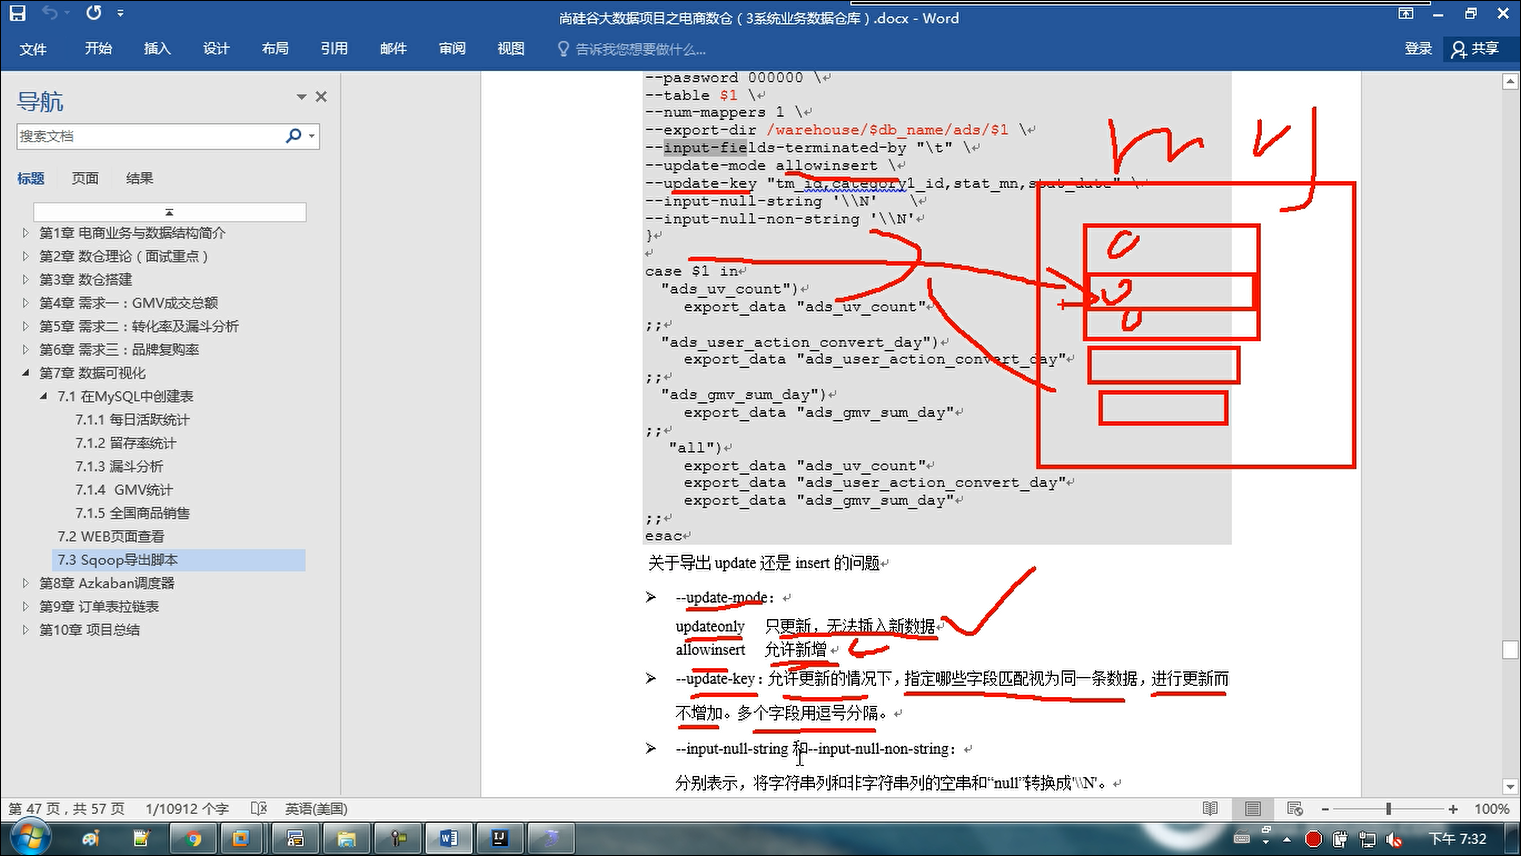 尚硅谷大数据项目之电商数仓（3系统业务数据仓库）.docx - Word
文件 开始 插入 设计 布局 引用 邮件 审阅 视图 告诉我您想要做什么... 登录 共享
导航
搜索文档
标题 页面 结果
第1章 电商业务与数据结构简介
第2章 数仓理论（面试重点）
第3章 数仓搭建
第4章 需求一：GMV成交总额
第5章 需求二：转化率及漏斗分析
第6章 需求三：品牌复购率
第7章 数据可视化
7.1 在MySQL中创建表
7.1.1 每日活跃统计
7.1.2 留存率统计
7.1.3 漏斗分析
7.1.4 GMV统计
7.1.5 全国商品销售
7.2 WEB页面查看
7.3 Sqoop导出脚本
第8章 Azkaban调度器
第9章 订单表拉链表
第10章 项目总结
--password 000000 \
--table $1 \
--num-mappers 1 \
--export-dir /warehouse/$db_name/ads/$1 \
--input-fields-terminated-by "\t" \
--update-mode allowinsert \
--update-key "tm_id,category1_id,stat_mn,stat_date" \
--input-null-string '\\N' \
--input-null-non-string '\\N'
}
case $1 in
"ads_uv_count")
export_data "ads_uv_count"
;;
"ads_user_action_convert_day")
export_data "ads_user_action_convert_day"
;;
"ads_gmv_sum_day")
export_data "ads_gmv_sum_day"
;;
"all")
export_data "ads_uv_count"
export_data "ads_user_action_convert_day"
export_data "ads_gmv_sum_day"
;;
esac
关于导出 update 还是 insert 的问题
--update-mode：
updateonly 只更新，无法插入新数据
allowinsert 允许新增
--update-key：允许更新的情况下，指定哪些字段匹配视为同一条数据，进行更新而
不增加。多个字段用逗号分隔。
--input-null-string 和--input-null-non-string：
分别表示，将字符串列和非字符串列的空串和“null”转换成'\\N'。
第 47 页，共 57 页 1/10912 个字 英语(美国) 100%
下午 7:32